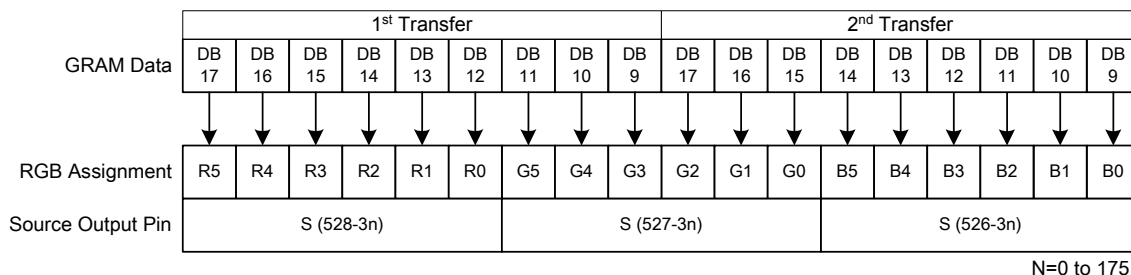 1st Transfer 2nd Transfer
GRAM Data DB 17 DB 16 DB 15 DB 14 DB 13 DB 12 DB 11 DB 10 DB 9 DB 17 DB 16 DB 15 DB 14 DB 13 DB 12 DB 11 DB 10 DB 9
RGB Assignment R5 R4 R3 R2 R1 R0 G5 G4 G3 G2 G1 G0 B5 B4 B3 B2 B1 B0
Source Output Pin S (528-3n) S (527-3n) S (526-3n)
N=0 to 175